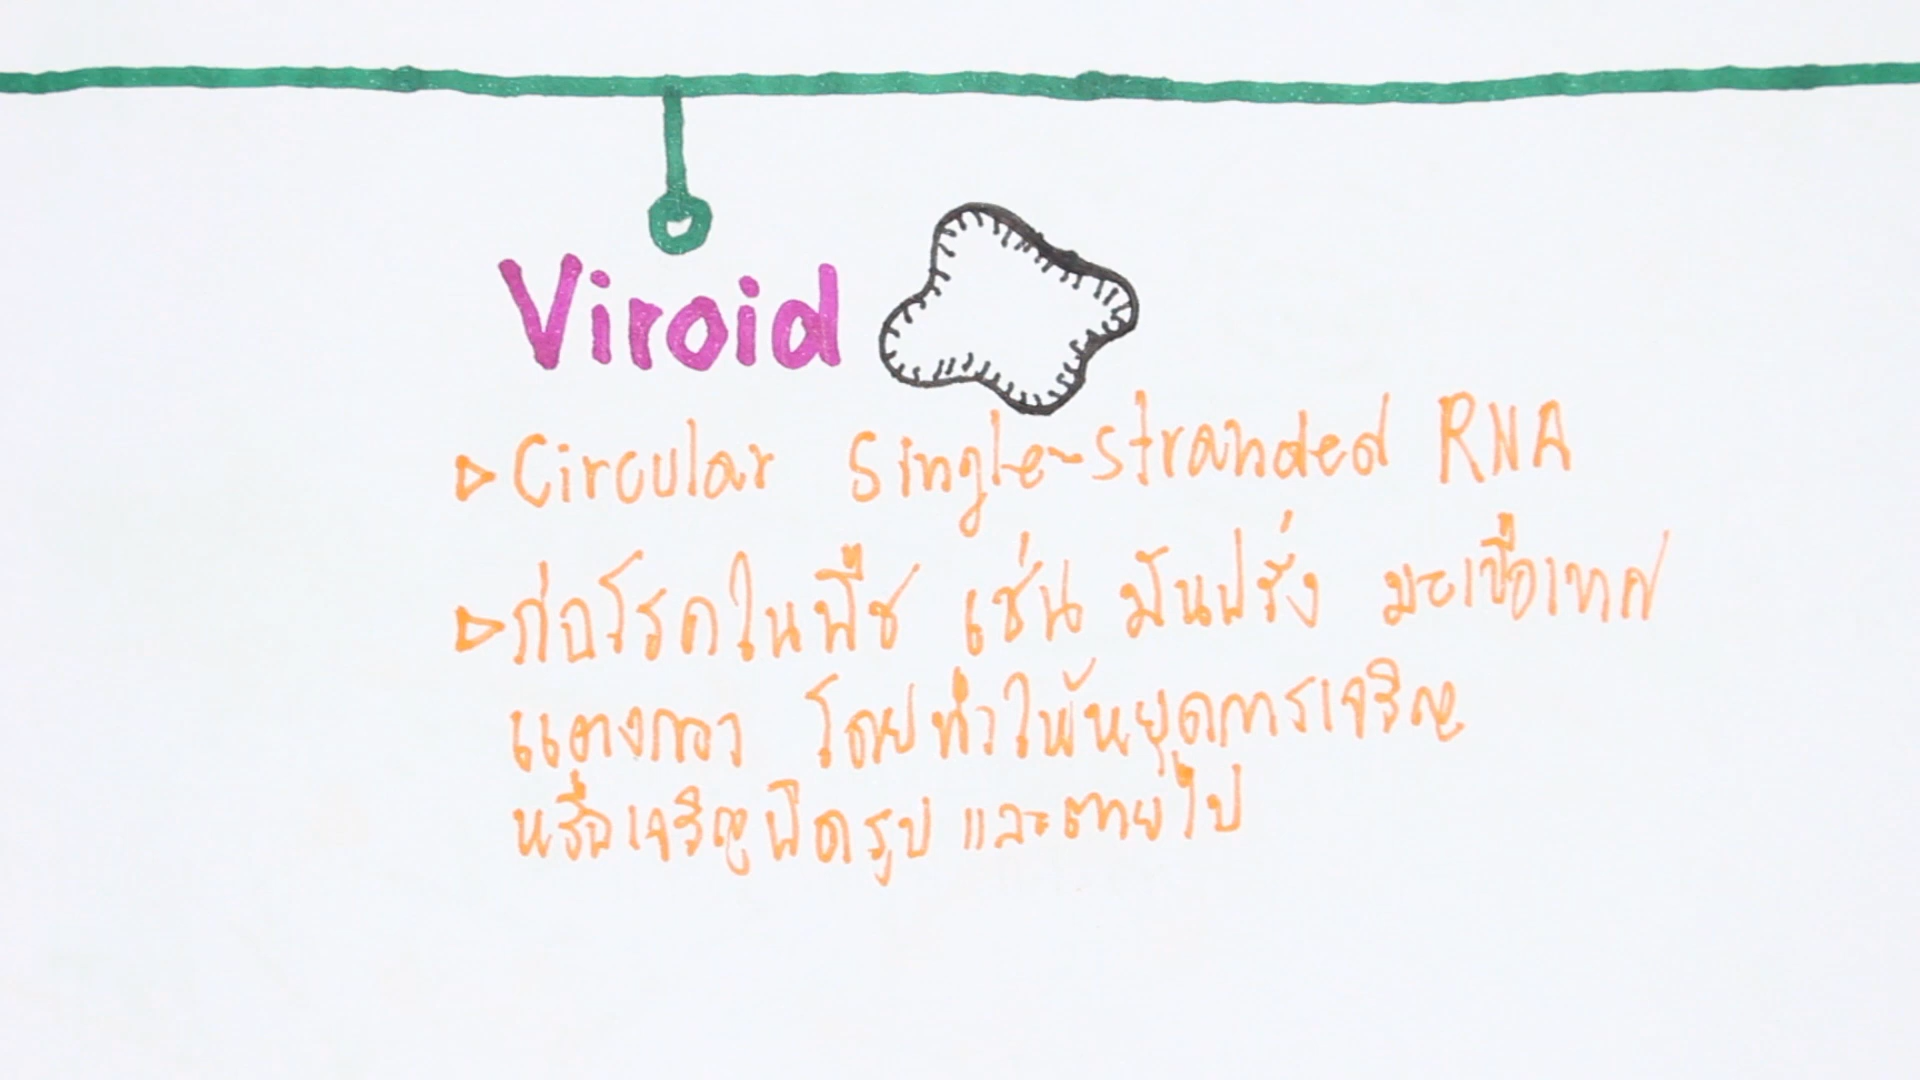 Viroid
▷ Circular Single-stranded RNA
▷ ก่อโรคในพืช เช่น มันฝรั่ง มะเขือเทศ
แตงกวา โดยทำให้หยุดการเจริญ
หรือเจริญผิดรูป และตายไป